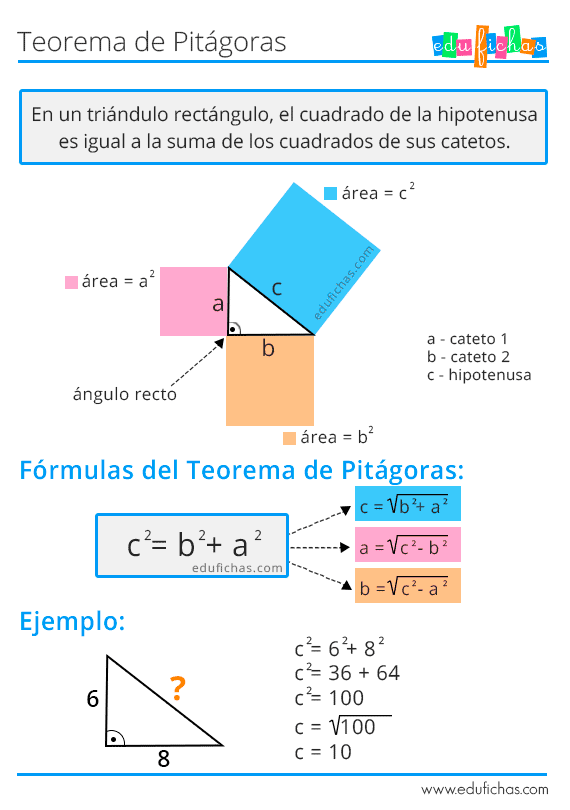 Teorema de Pitágoras
edufichas
En un triándulo rectángulo, el cuadrado de la hipotenusa
es igual a la suma de los cuadrados de sus catetos.
área = c²
área = a²
edufichas.com
a
c
b
ángulo recto
a - cateto 1
b - cateto 2
c - hipotenusa
área = b²
Fórmulas del Teorema de Pitágoras:
c²= b²+ a²
edufichas.com
c = √b²+ a²
a = √c²- b²
b = √c²- a²
Ejemplo:
6
?
8
c²= 6²+ 8²
c²= 36 + 64
c²= 100
c = √100
c = 10
www.edufichas.com